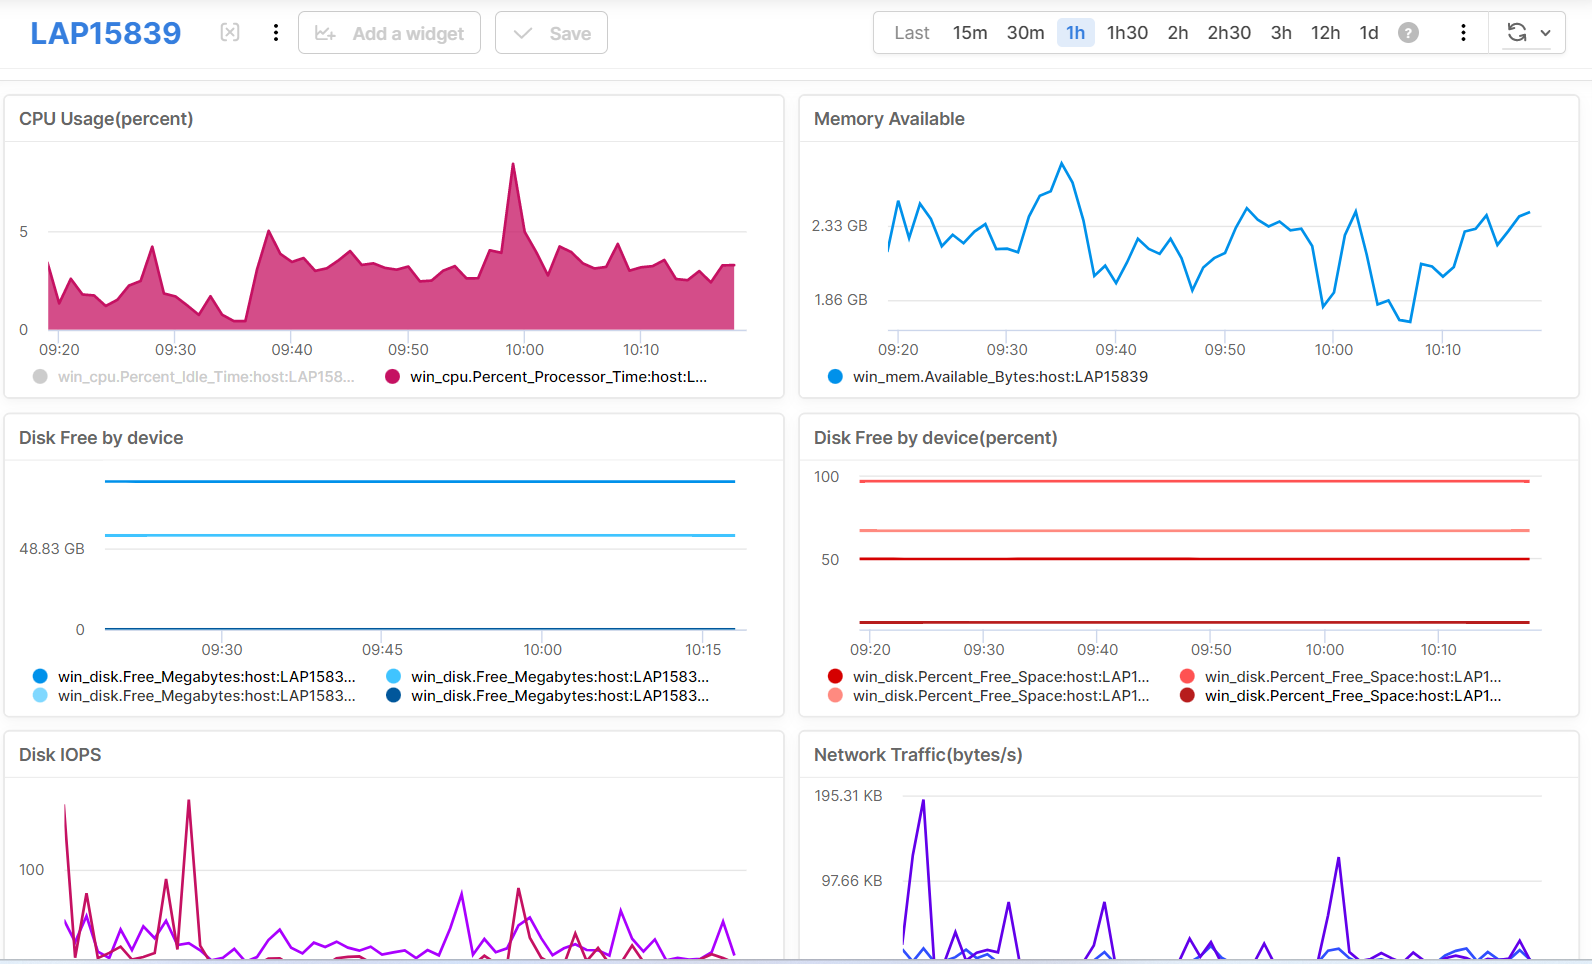 LAP15839
Add a widget
Save
Last 15m 30m 1h 1h30 2h 2h30 3h 12h 1d ?
CPU Usage(percent)
5
0
09:20 09:30 09:40 09:50 10:00 10:10
win_cpu.Percent_Idle_Time:host:LAP158... win_cpu.Percent_Processor_Time:host:L...
Memory Available
2.33 GB
1.86 GB
09:20 09:30 09:40 09:50 10:00 10:10
win_mem.Available_Bytes:host:LAP15839
Disk Free by device
48.83 GB
0
09:30 09:45 10:00 10:15
win_disk.Free_Megabytes:host:LAP1583... win_disk.Free_Megabytes:host:LAP1583...
win_disk.Free_Megabytes:host:LAP1583... win_disk.Free_Megabytes:host:LAP1583...
Disk Free by device(percent)
100
50
09:20 09:30 09:40 09:50 10:00 10:10
win_disk.Percent_Free_Space:host:LAP1... win_disk.Percent_Free_Space:host:LAP1...
win_disk.Percent_Free_Space:host:LAP1... win_disk.Percent_Free_Space:host:LAP1...
Disk IOPS
100
Network Traffic(bytes/s)
195.31 KB
97.66 KB